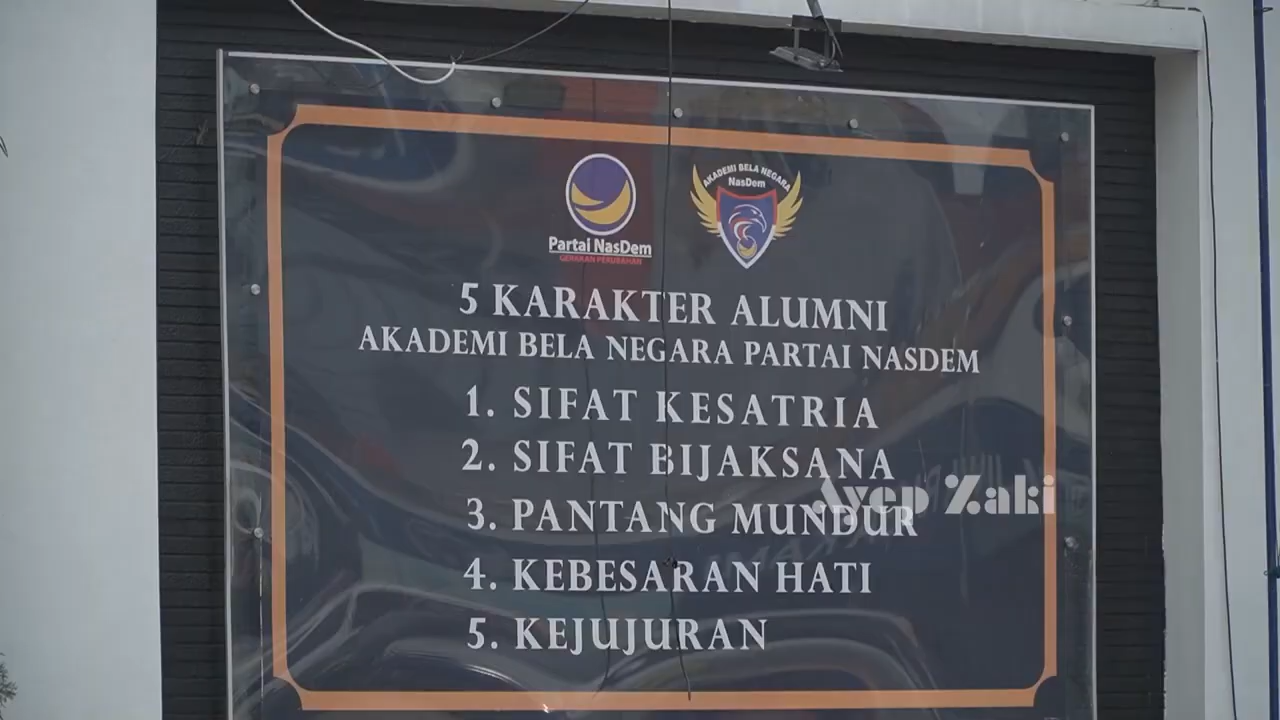 AKADEMI BELA NEGARA
NasDem
Partai NasDem
GERAKAN PERUBAHAN
5 KARAKTER ALUMNI
AKADEMI BELA NEGARA PARTAI NASDEM
1. SIFAT KESATRIA
2. SIFAT BIJAKSANA
Ayep Zaki
3. PANTANG MUNDUR
4. KEBESARAN HATI
5. KEJUJURAN